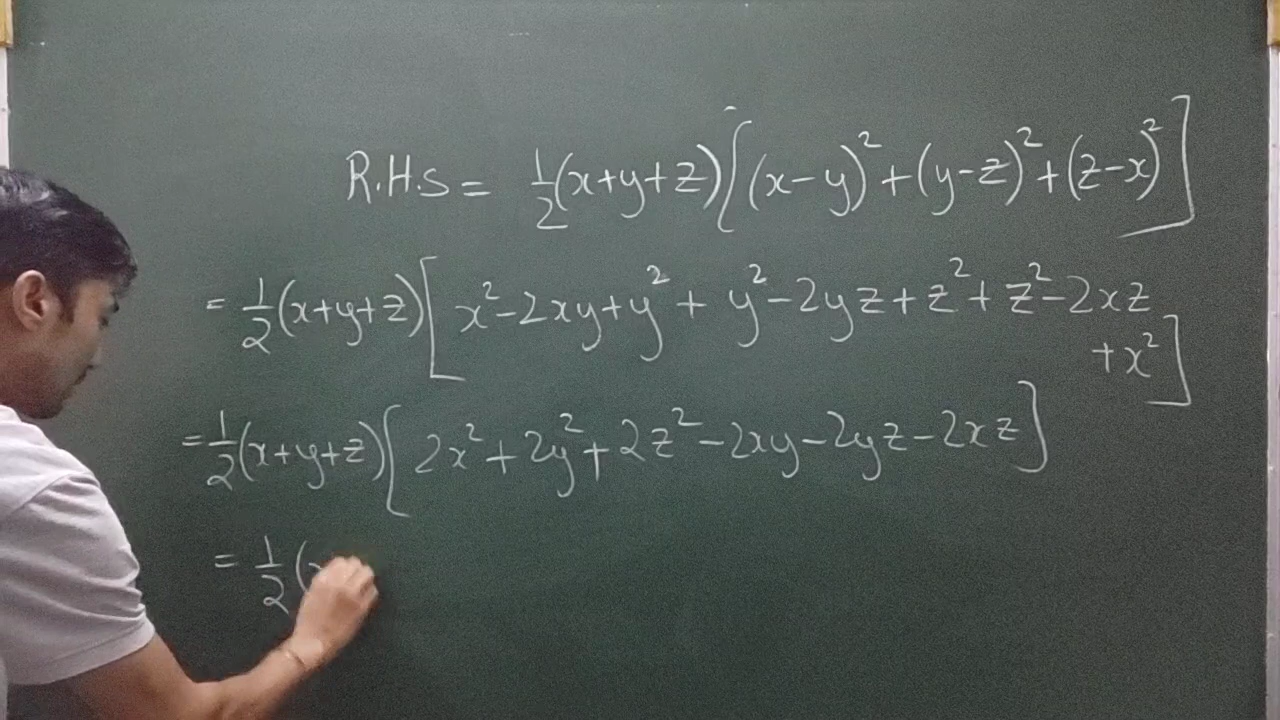 R.H.S = 1/2(x+y+z)[(x-y)²+(y-z)²+(z-x)²]
= 1/2(x+y+z)[x²-2xy+y²+y²-2yz+z²+z²-2xz
+x²]
=1/2(x+y+z)[2x²+2y²+2z²-2xy-2yz-2xz]
= 1/2(